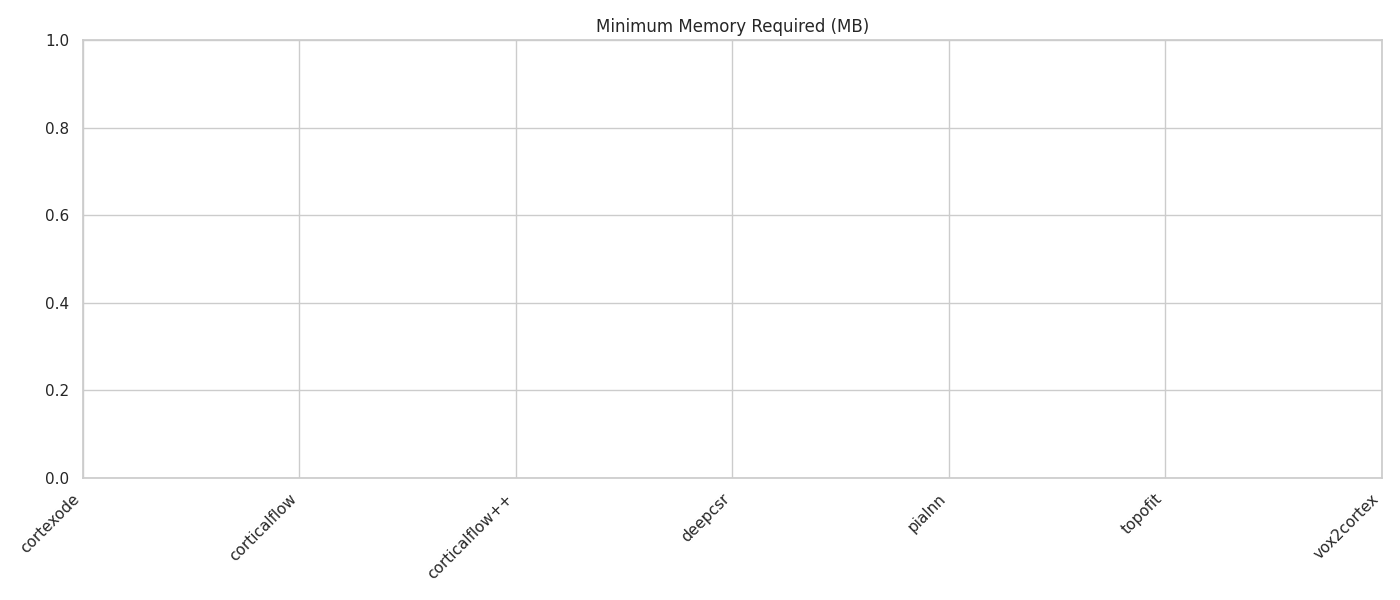 Minimum Memory Required (MB)
1.0
0.8
0.6
0.4
0.2
0.0
cortexode
corticalflow
corticalflow++
deepcsr
pialnn
topofit
vox2cortex